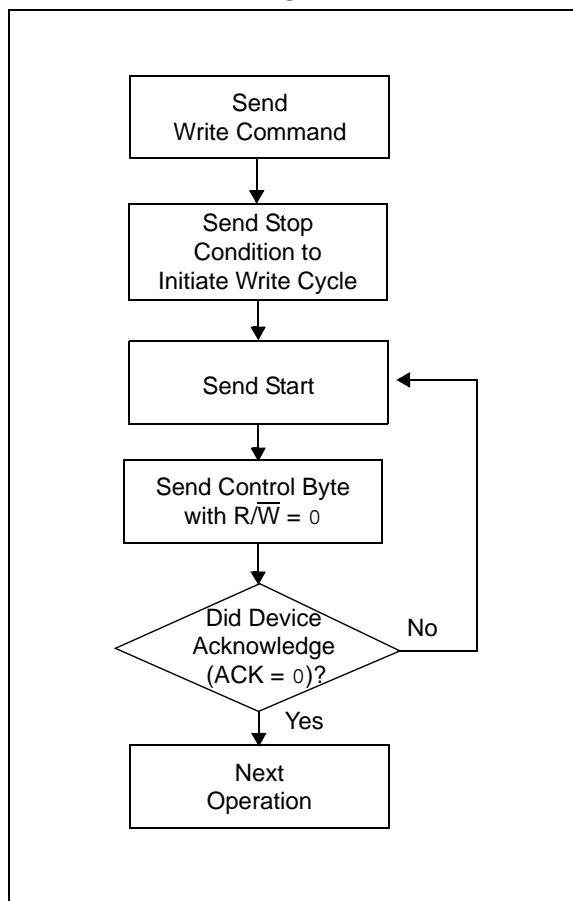 Send
Write Command
Send Stop
Condition to
Initiate Write Cycle
Send Start
Send Control Byte
with R/W̅ = 0
Did Device
Acknowledge
(ACK = 0)?
No
Yes
Next
Operation